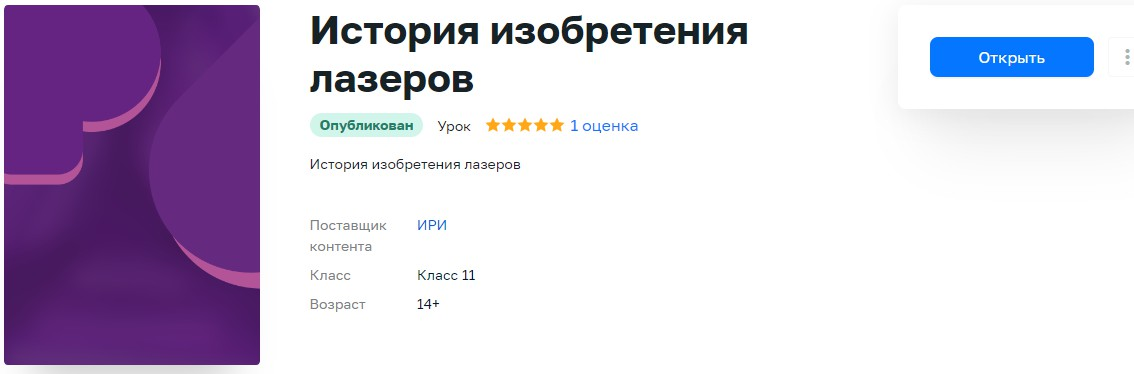 История изобретения
лазеров
Открыть
Опубликован Урок 1 оценка
История изобретения лазеров
Поставщик контента ИРИ
Класс Класс 11
Возраст 14+